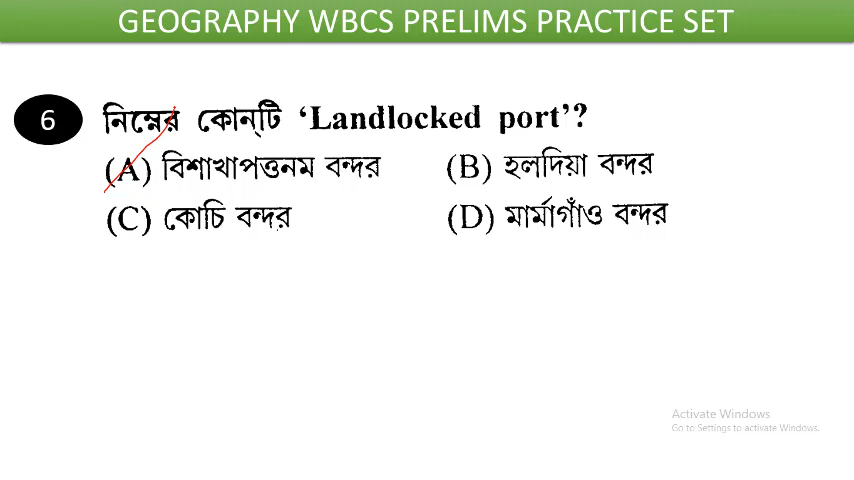 GEOGRAPHY WBCS PRELIMS PRACTICE SET
6 নিম্নের কোন্‌টি ‘Landlocked port’?
(A) বিশাখাপত্তনম বন্দর (B) হলদিয়া বন্দর
(C) কোচি বন্দর (D) মার্মাগাঁও বন্দর
Activate Windows
Go to Settings to activate Windows.